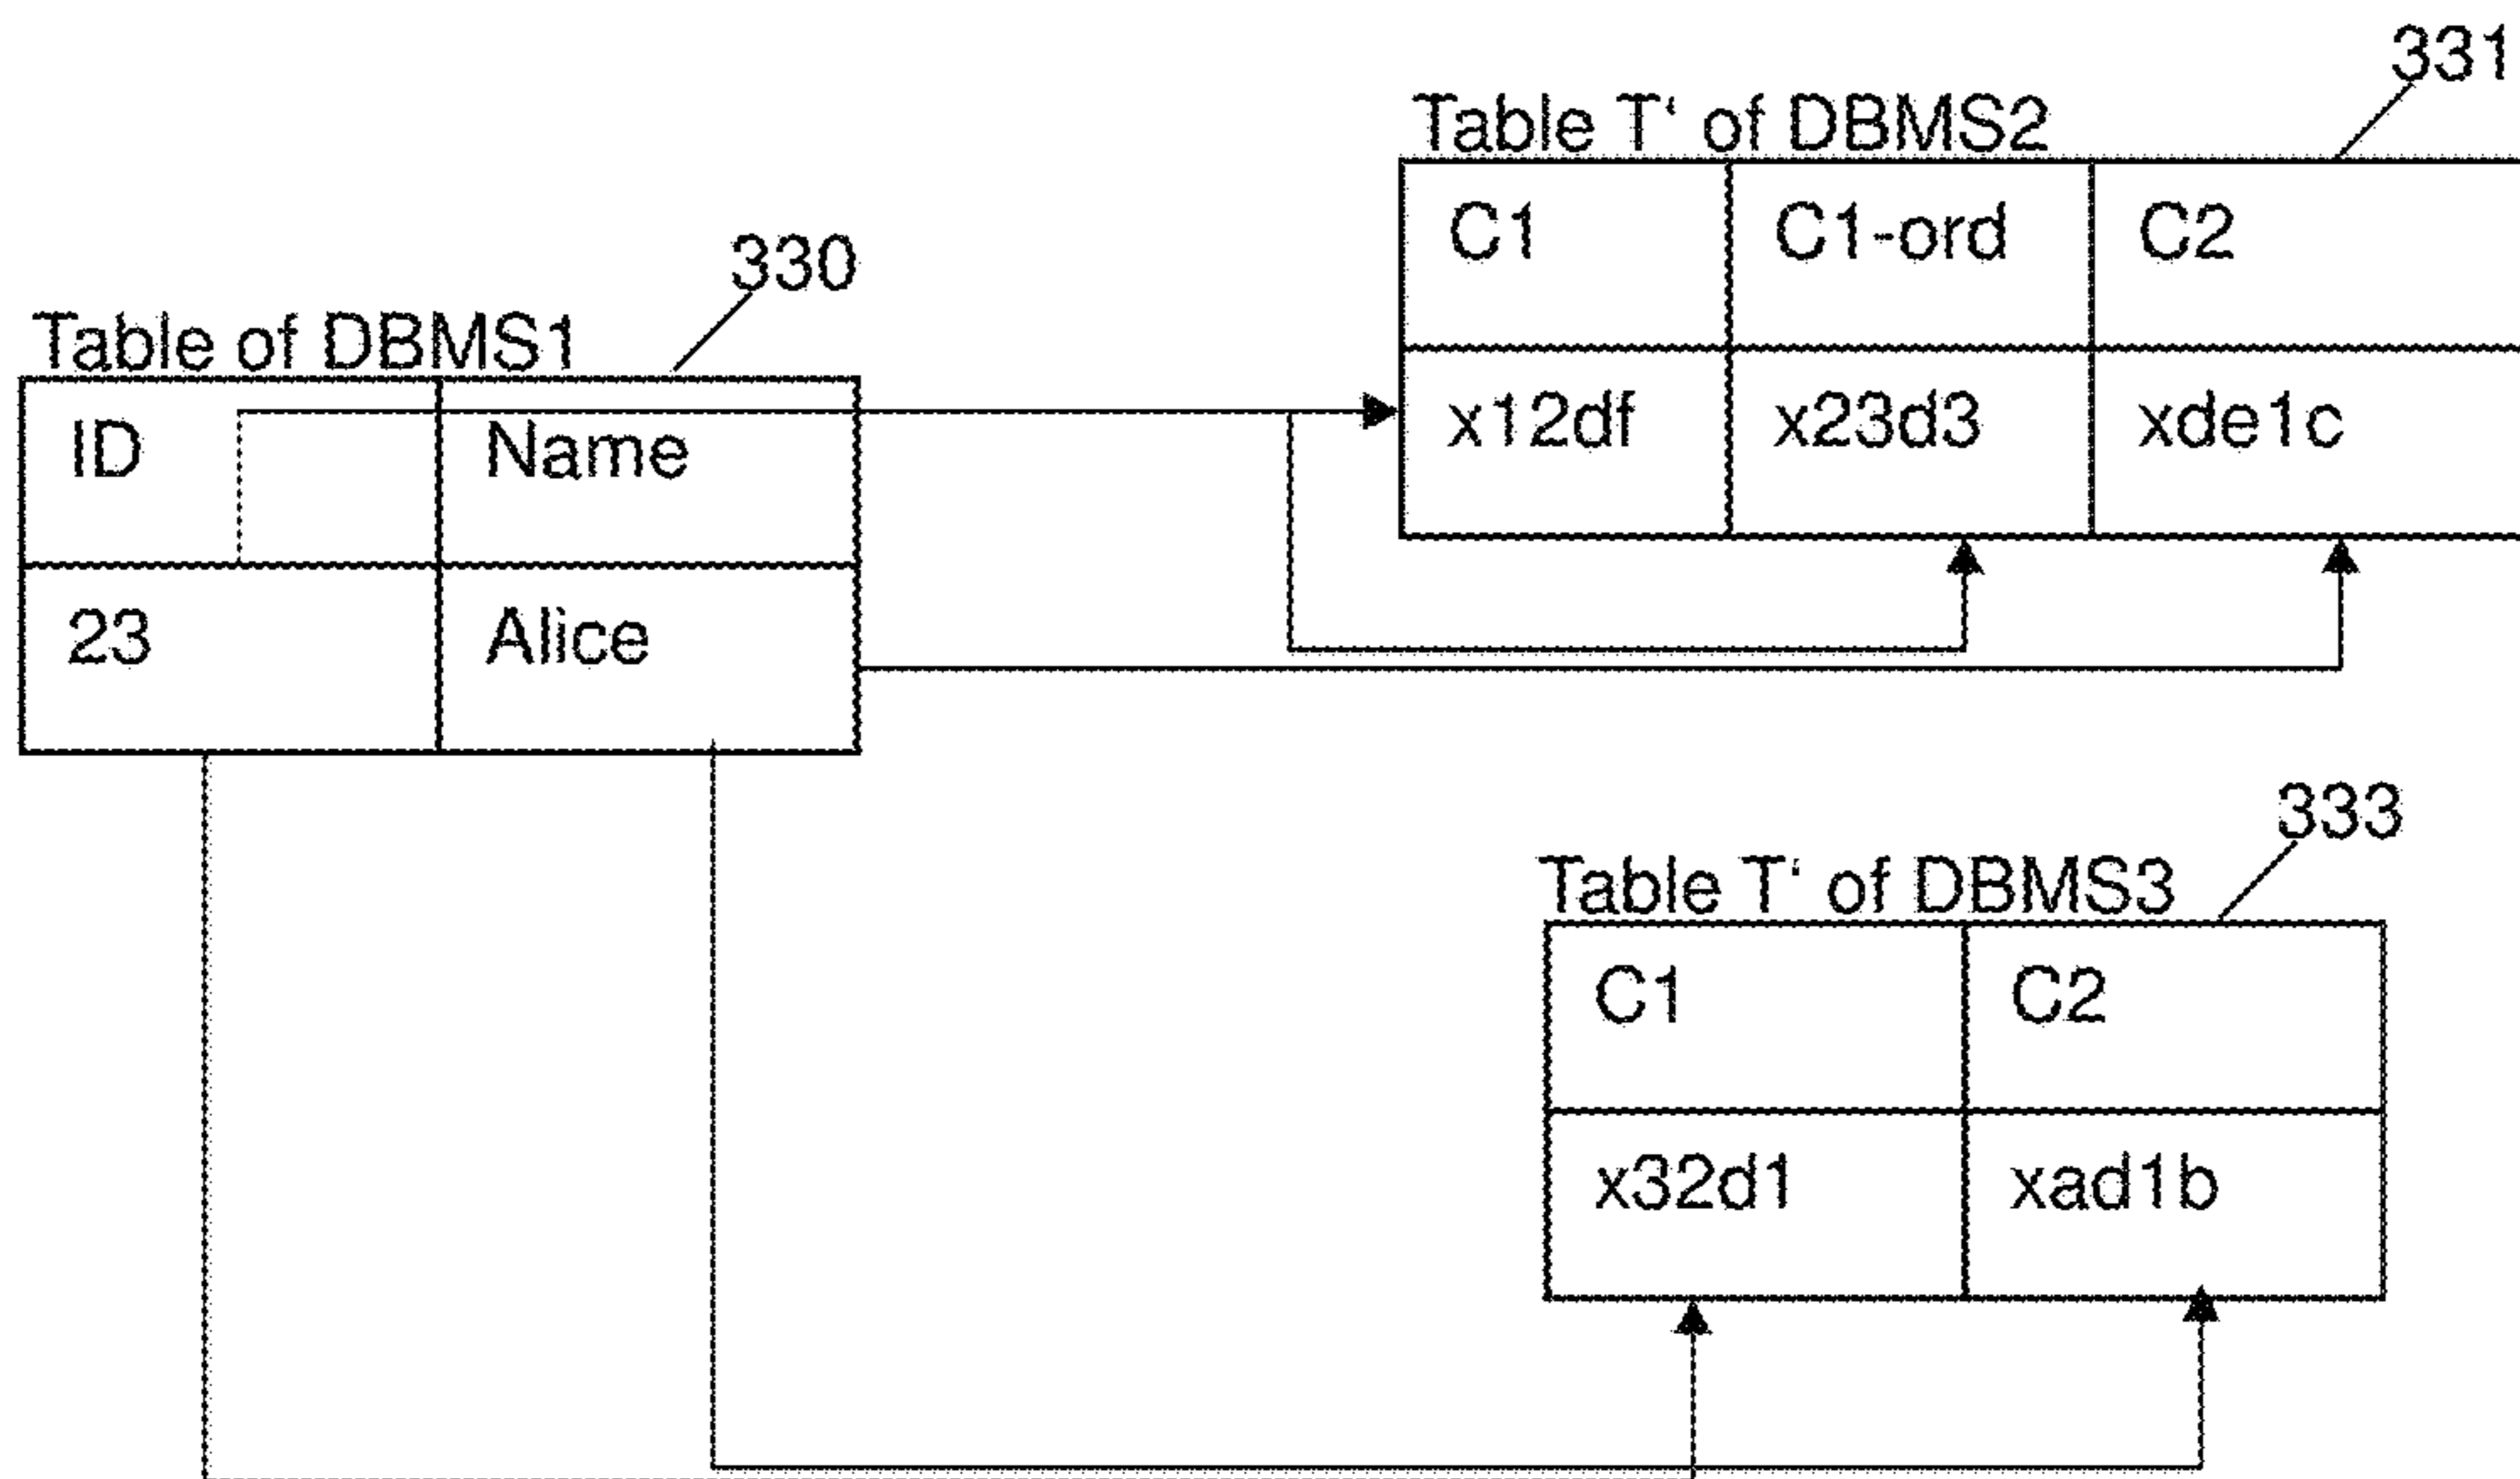 331
Table T‘ of DBMS2
C1 C1-ord C2
x12df x23d3 xde1c
330
Table of DBMS1
ID Name
23 Alice
333
Table T‘ of DBMS3
C1 C2
x32d1 xad1b